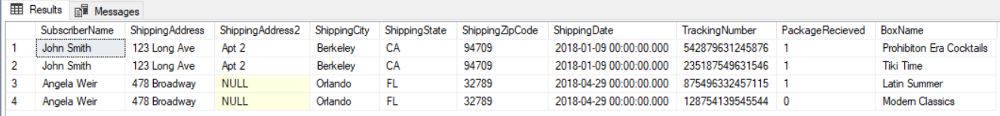 Results Messages
SubscriberName ShippingAddress ShippingAddress2 ShippingCity ShippingState ShippingZipCode ShippingDate TrackingNumber PackageRecieved BoxName
1 John Smith 123 Long Ave Apt 2 Berkeley CA 94709 2018-01-09 00:00:00.000 542879631245876 1 Prohibiton Era Cocktails
2 John Smith 123 Long Ave Apt 2 Berkeley CA 94709 2018-01-09 00:00:00.000 235187549631546 1 Tiki Time
3 Angela Weir 478 Broadway NULL Orlando FL 32789 2018-04-29 00:00:00.000 875496332457115 1 Latin Summer
4 Angela Weir 478 Broadway NULL Orlando FL 32789 2018-04-29 00:00:00.000 128754139545544 0 Modern Classics